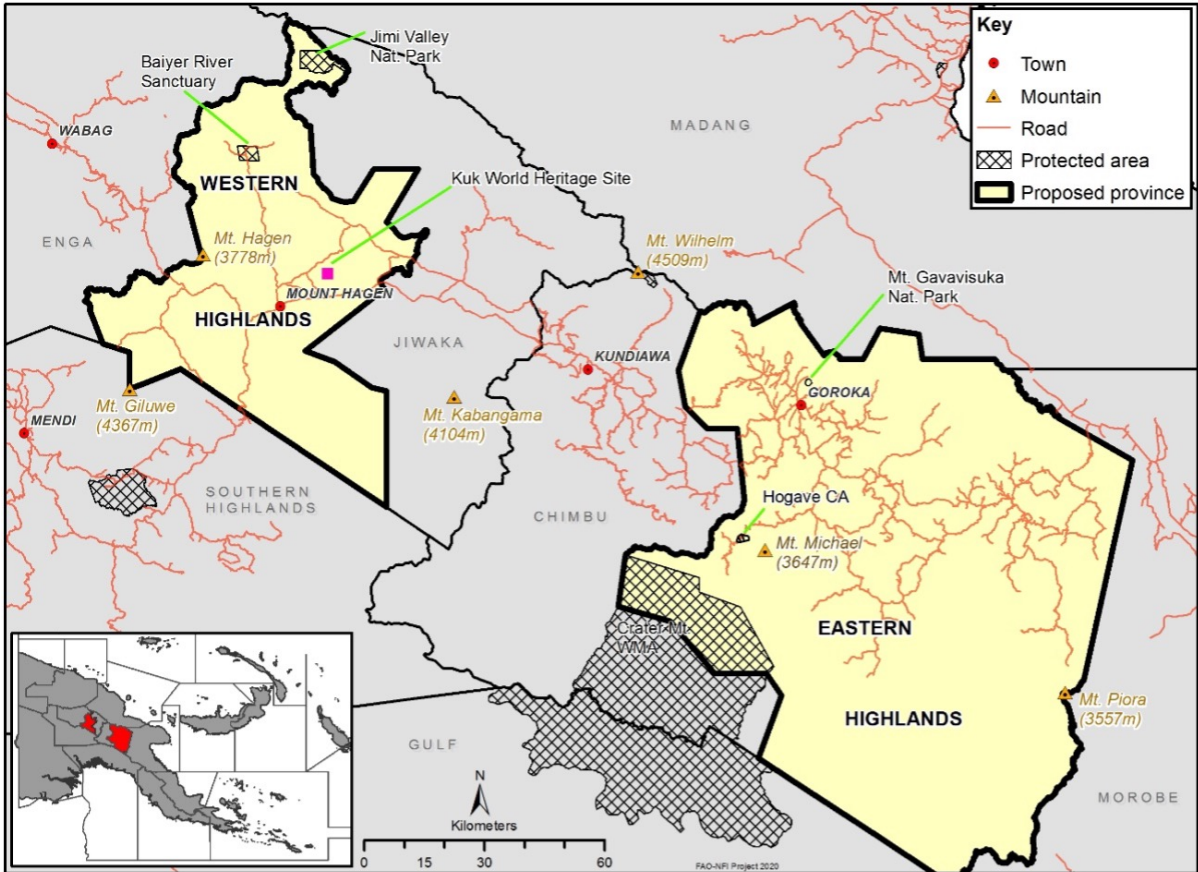 Jimi Valley
Nat. Park
Baiyer River
Sanctuary
WABAG
MADANG
WESTERN
Kuk World Heritage Site
ENGA
Mt. Hagen
(3778m)
Mt. Wilhelm
(4509m)
Mt. Gavavisuka
Nat. Park
MOUNT HAGEN
HIGHLANDS
JIWAKA
KUNDIAWA
GOROKA
Mt. Giluwe
(4367m)
Mt. Kabangama
(4104m)
MENDI
SOUTHERN
HIGHLANDS
CHIMBU
Hogave CA
Mt. Michael
(3647m)
Crater Mt.
WMA
EASTERN
HIGHLANDS
Mt. Piora
(3557m)
GULF
MOROBE
Key
Town
Mountain
Road
Protected area
Proposed province
N
Kilometers
0 15 30 60
FAO-NFI Project 2020